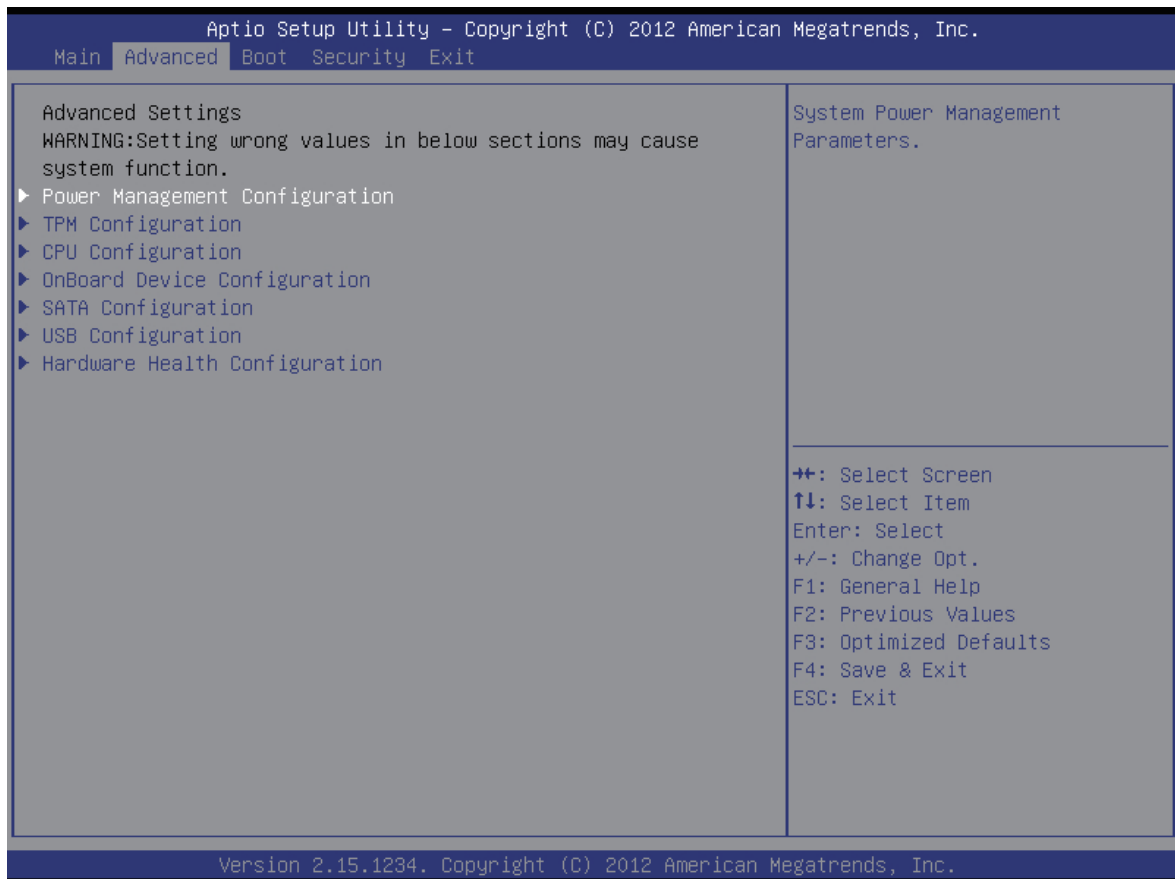 Aptio Setup Utility – Copyright (C) 2012 American Megatrends, Inc.
Main Advanced Boot Security Exit
Advanced Settings
WARNING:Setting wrong values in below sections may cause
system function.
▶ Power Management Configuration
▶ TPM Configuration
▶ CPU Configuration
▶ OnBoard Device Configuration
▶ SATA Configuration
▶ USB Configuration
▶ Hardware Health Configuration
System Power Management
Parameters.
→←: Select Screen
↑↓: Select Item
Enter: Select
+/-: Change Opt.
F1: General Help
F2: Previous Values
F3: Optimized Defaults
F4: Save & Exit
ESC: Exit
Version 2.15.1234. Copyright (C) 2012 American Megatrends, Inc.